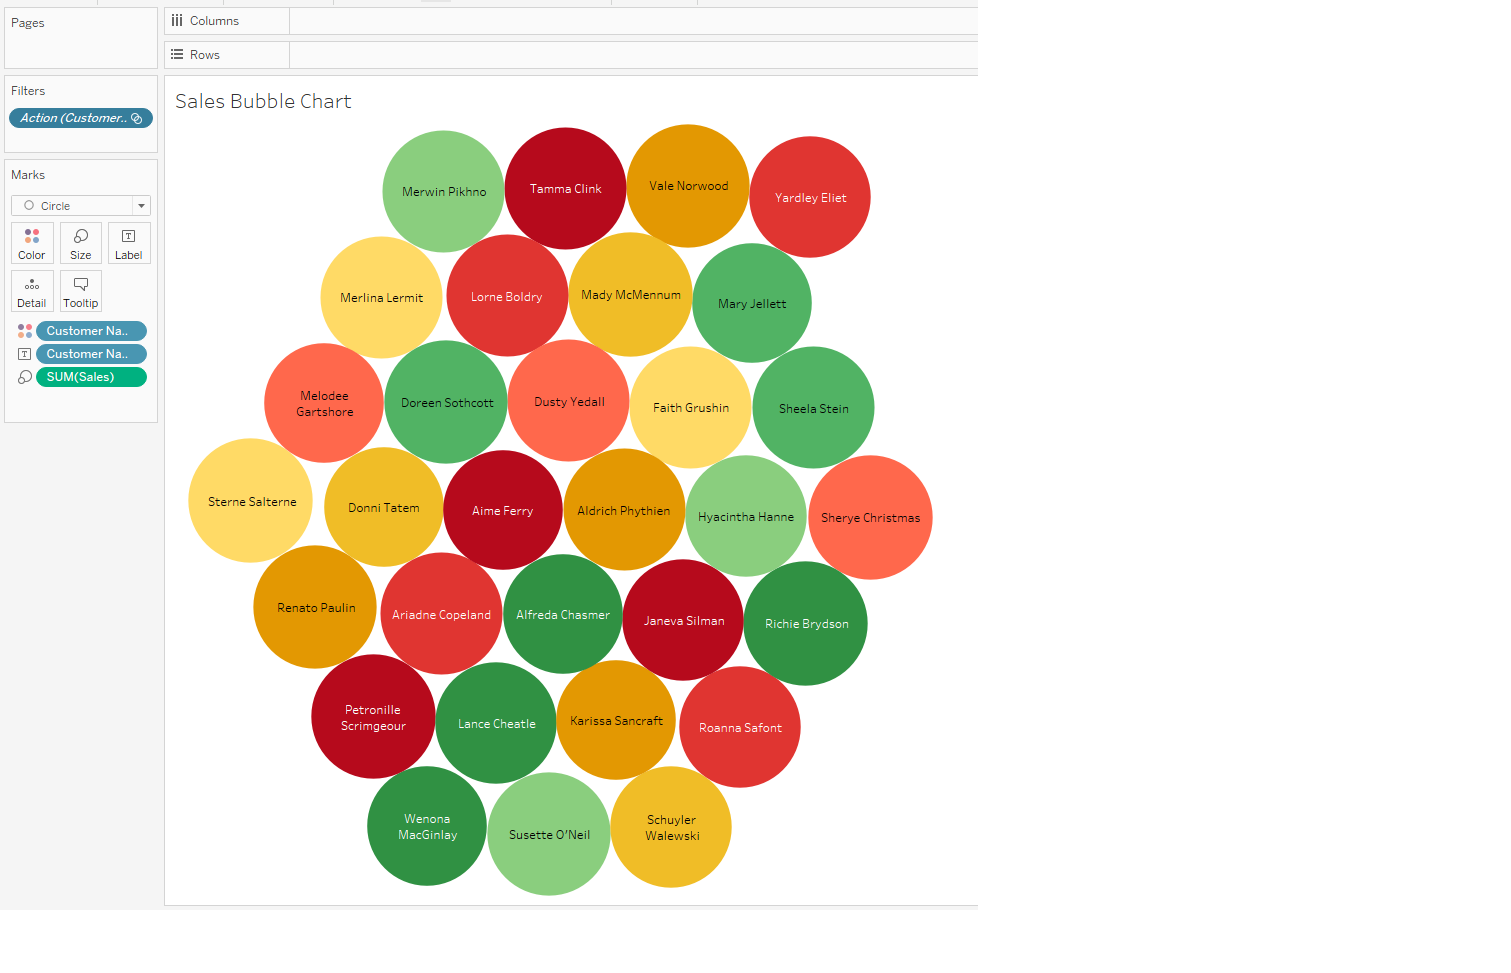 Pages
Columns
Rows
Filters
Action (Customer..
Marks
Circle
Color
Size
Label
Detail
Tooltip
Customer Na..
Customer Na..
SUM(Sales)
Sales Bubble Chart
Merwin Pikhno
Tamma Clink
Vale Norwood
Yardley Eliet
Merlina Lermit
Lorne Boldry
Mady McMennum
Mary Jellett
Melodee
Gartshore
Doreen Sothcott
Dusty Yedall
Faith Grushin
Sheela Stein
Sterne Salterne
Donni Tatem
Aime Ferry
Aldrich Phythien
Hyacintha Hanne
Sherye Christmas
Renato Paulin
Ariadne Copeland
Alfreda Chasmer
Janeva Silman
Richie Brydson
Petronille
Scrimgeour
Lance Cheatle
Karissa Sancraft
Roanna Safont
Wenona
MacGinlay
Susette O'Neil
Schuyler
Walewski